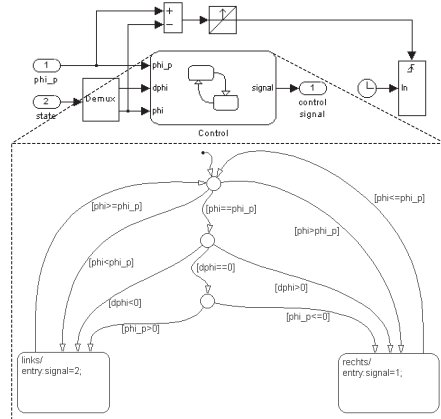 +
−
1
phi_p
phi_p
dphi
phi
signal
1
control
signal
In
2
state
Demux
Control
[phi>=phi_p]
[phi==phi_p]
[phi<=phi_p]
[phi<phi_p]
[phi>phi_p]
[dphi==0]
[dphi<0]
[dphi>0]
[phi_p>0]
[phi_p<=0]
links/
entry:signal=2;
rechts/
entry:signal=1;